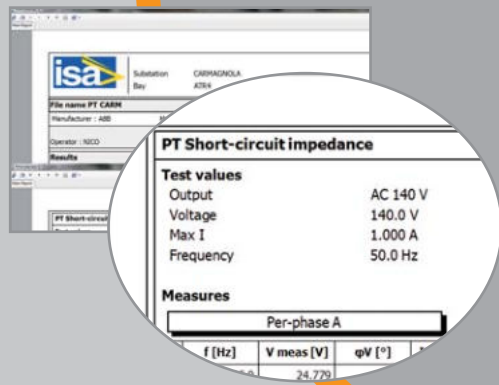 isa
Substation CARMAGNOLA
Bay ATR4
File name PT CARM
Manufacturer : ABB
Operator : NICO
Results
PT Short-circuit impedance
Test values
Output AC 140 V
Voltage 140.0 V
Max I 1.000 A
Frequency 50.0 Hz
Measures
Per-phase A
f [Hz] V meas [V] φV [°]
24.779